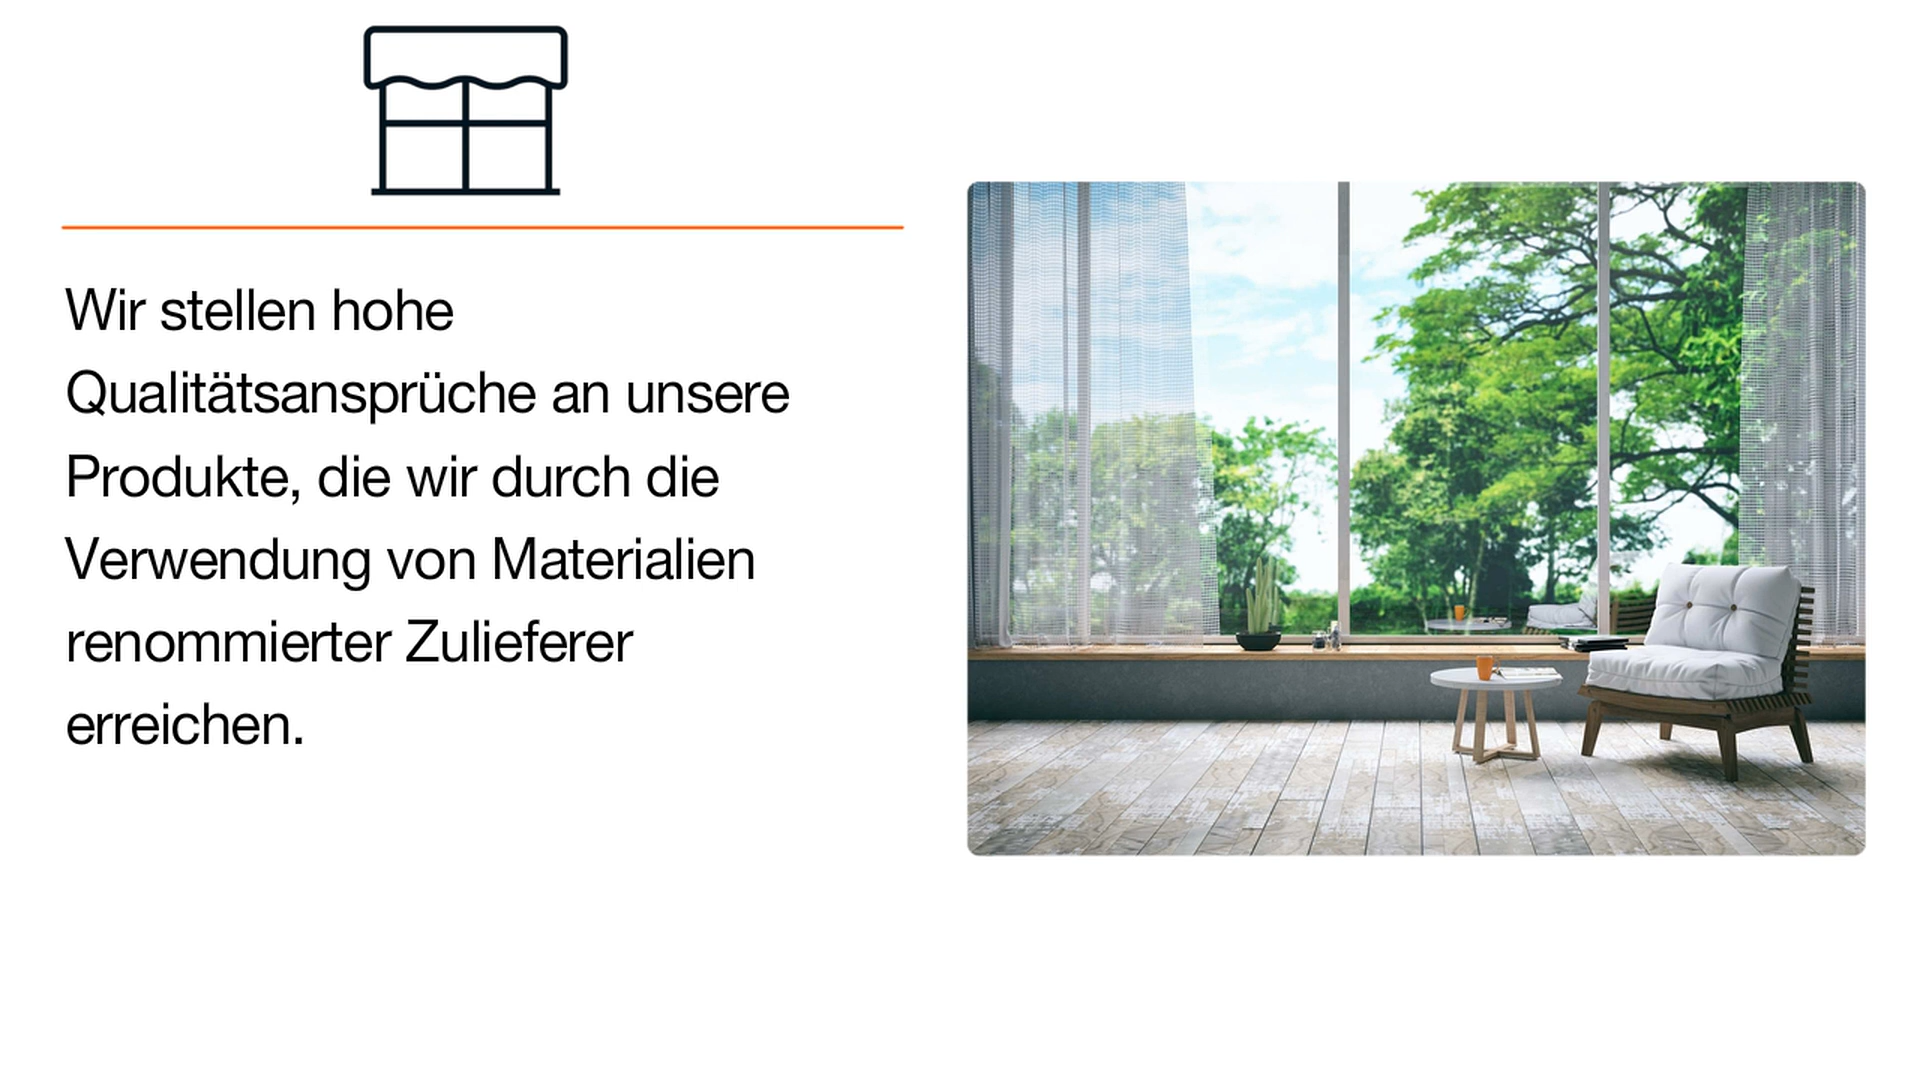 Wir stellen hohe
Qualitätsansprüche an unsere
Produkte, die wir durch die
Verwendung von Materialien
renommierter Zulieferer
erreichen.